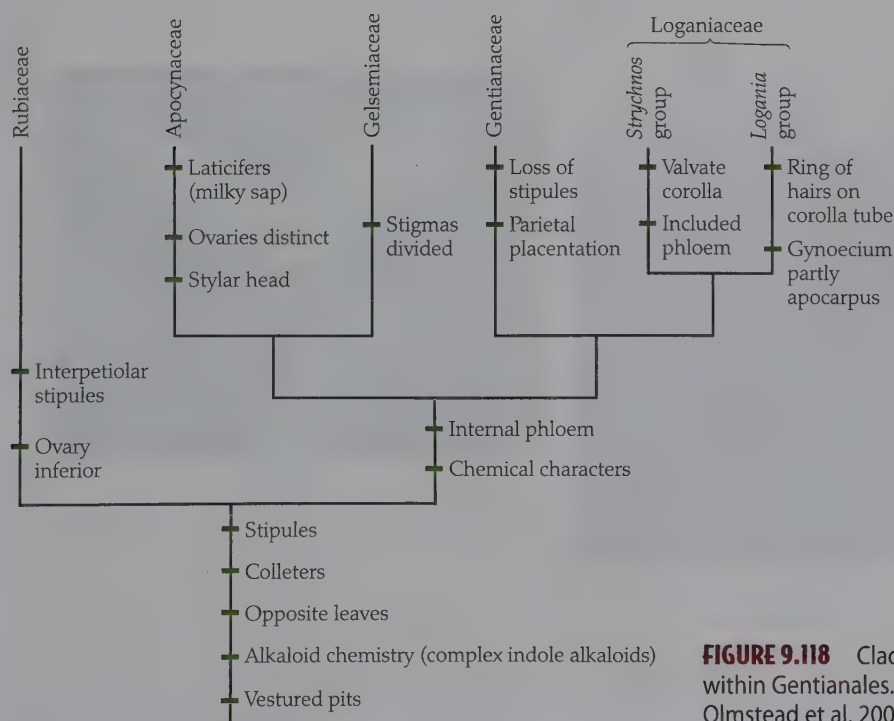 Loganiaceae
Rubiaceae
Apocynaceae
Gelsemiaceae
Gentianaceae
Strychnos
group
Logania
group
Laticifers
(milky sap)
Ovaries distinct
Stylar head
Stigmas
divided
Loss of
stipules
Parietal
placentation
Valvate
corolla
Included
phloem
Ring of
hairs on
corolla tube
Gynoecium
partly
apocarpus
Interpetiolar
stipules
Ovary
inferior
Internal phloem
Chemical characters
Stipules
Colleters
Opposite leaves
Alkaloid chemistry (complex indole alkaloids)
Vestured pits
FIGURE 9.118
within Gentianales.
Olmstead et al.